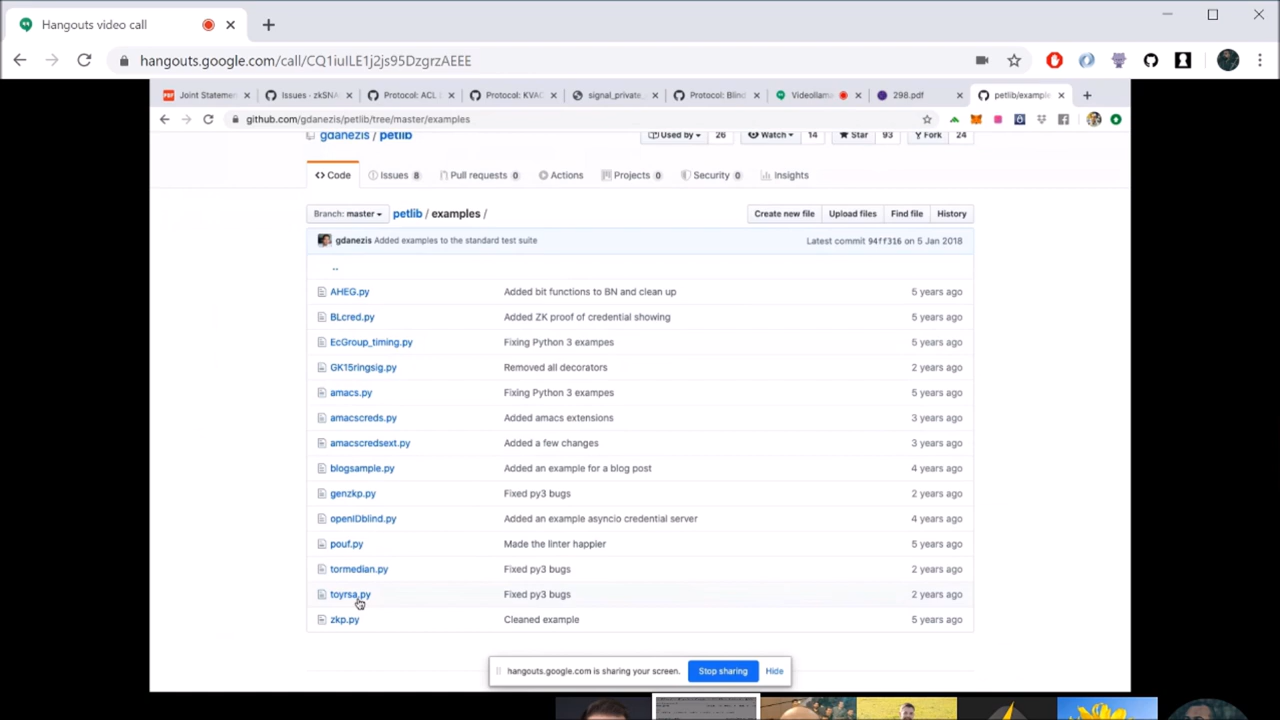 Hangouts video call
hangouts.google.com/call/CQ1iuILE1j2js95DzgrzAEEE
Joint Stateme
Issues · zkSNA
Protocol: ACL
Protocol: KVAC
signal_private_
Protocol: Blind
Videollam
298.pdf
petlib/example
github.com/gdanezis/petlib/tree/master/examples
gdanezis / petlib
Used by 26
Watch 14
Star 93
Fork 24
Code
Issues 8
Pull requests 0
Actions
Projects 0
Security 0
Insights
Branch: master
petlib / examples /
Create new file
Upload files
Find file
History
gdanezis Added examples to the standard test suite
Latest commit 94ff316 on 5 Jan 2018
..
AHEG.py Added bit functions to BN and clean up 5 years ago
BLcred.py Added ZK proof of credential showing 5 years ago
EcGroup_timing.py Fixing Python 3 exampes 5 years ago
GK15ringsig.py Removed all decorators 2 years ago
amacs.py Fixing Python 3 exampes 5 years ago
amacscreds.py Added amacs extensions 3 years ago
amacscredsext.py Added a few changes 3 years ago
blogsample.py Added an example for a blog post 4 years ago
genzkp.py Fixed py3 bugs 2 years ago
openIDblind.py Added an example asyncio credential server 4 years ago
pouf.py Made the linter happier 5 years ago
tormedian.py Fixed py3 bugs 2 years ago
toyrsa.py Fixed py3 bugs 2 years ago
zkp.py Cleaned example 5 years ago
hangouts.google.com is sharing your screen.
Stop sharing
Hide